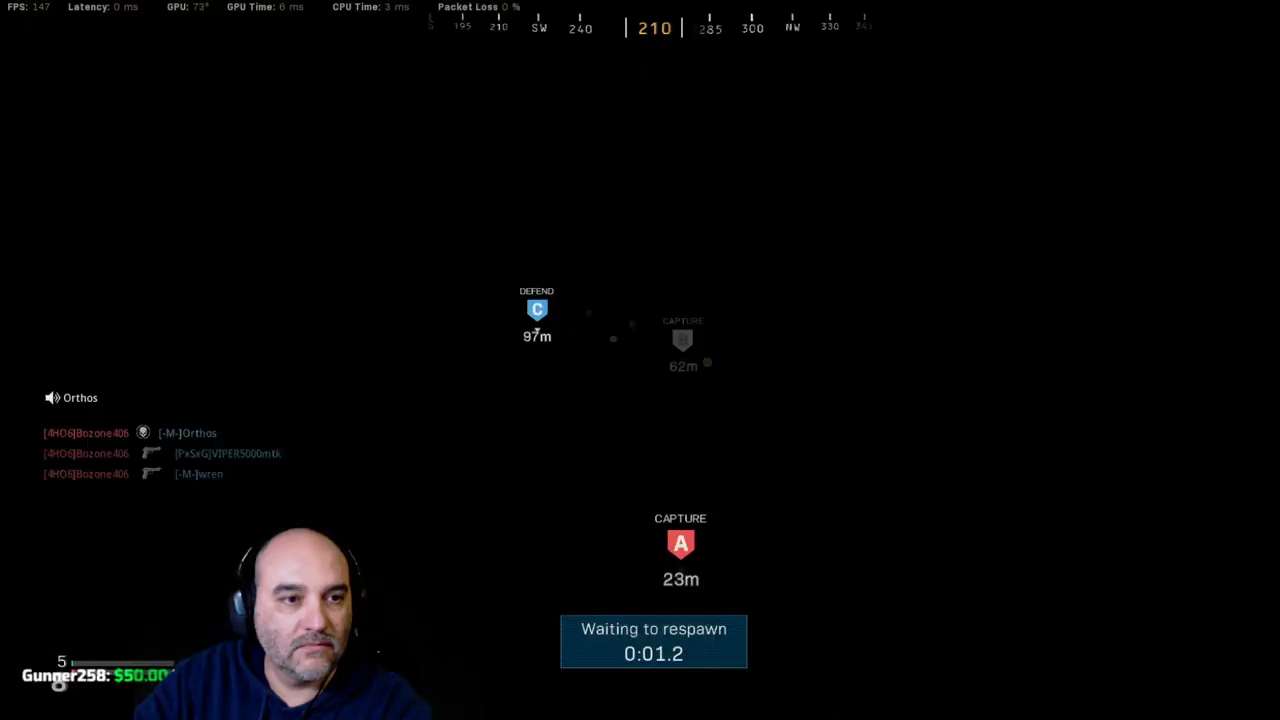 FPS: 147 Latency: 0 ms GPU: 73° GPU Time: 6 ms CPU Time: 3 ms Packet Loss 0 %
S 195 210 SW 240 210 285 300 NW 330 345
DEFEND
C
97m
CAPTURE
B
62m
Orthos
[4HO6]Bozone406 [-M-]Orthos
[4HO6]Bozone406 [PxSxG]VIPER5000mtk
[4HO6]Bozone406 [-M-]wren
CAPTURE
A
23m
Waiting to respawn
0:01.2
5
Gunner258: $50.00